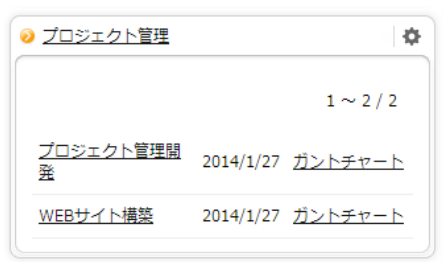 プロジェクト管理
1 ～ 2 / 2
プロジェクト管理開
発
2014/1/27 ガントチャート
WEBサイト構築 2014/1/27 ガントチャート